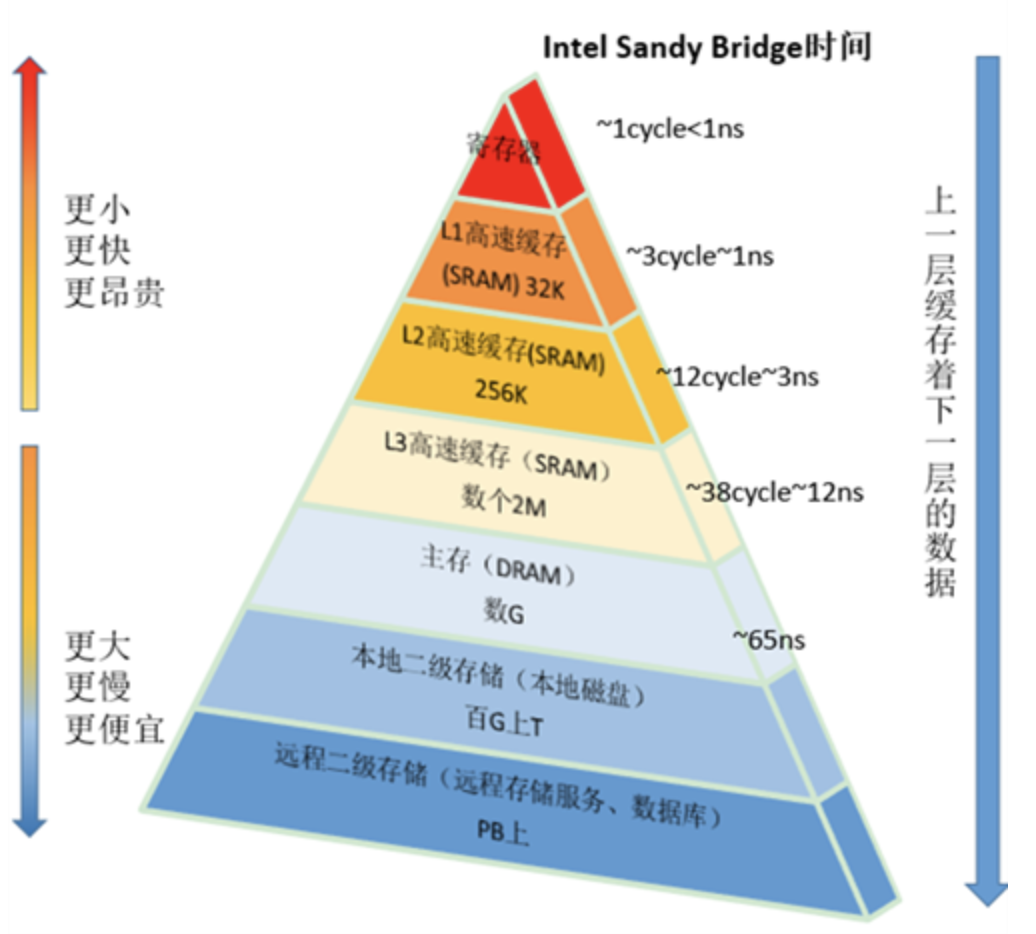 Intel Sandy Bridge时间
寄存器
~1cycle<1ns
L1高速缓存
(SRAM) 32K
~3cycle~1ns
L2高速缓存(SRAM)
256K
~12cycle~3ns
L3高速缓存（SRAM）
数个2M
~38cycle~12ns
主存（DRAM）
数G
~65ns
本地二级存储（本地磁盘）
百G上T
远程二级存储（远程存储服务、数据库）
PB上
更小
更快
更昂贵
更大
更慢
更便宜
上一层缓存着下一层的数据